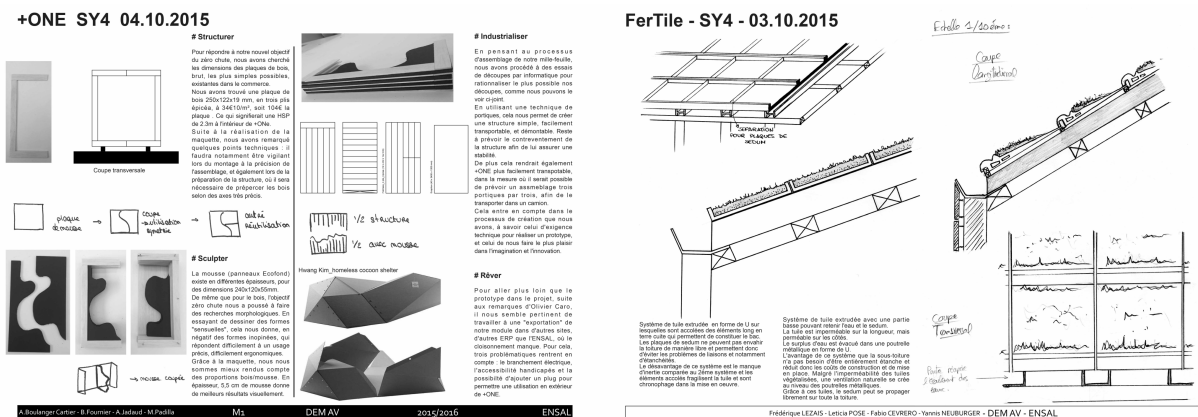 +ONE SY4 04.10.2015
# Structurer
Pour répondre à notre nouvel objectif
du zéro chute, nous avons cherché
les dimensions des plaques de bois,
brut, les plus simples possibles,
existantes dans le commerce.
Nous avons trouvé une plaque de
bois 250x122x19 mm, en trois plis
épicéa, à 34€10/m², soit 104€ la
plaque . Ce qui signifierait une HSP
de 2.3m à l'intérieur de +ONe.
Suite à la réalisation de la
maquette, nous avons remarqué
quelques points techniques : il
faudra notamment être vigilant
lors du montage à la précision de
l'assemblage, et également lors de la
préparation de la structure, où il sera
nécessaire de prépercer les bois
selon des axes très précis.
Coupe transversale
plaque
de mousse
coupe
→ utilisation
symétrie
autre
réutilisation
# Sculpter
La mousse (panneaux Ecofond)
existe en différentes épaisseurs, pour
des dimensions 240x120x55mm.
De même que pour le bois, l'objectif
zéro chute nous a poussé à faire
des recherches morphologiques. En
essayant de dessiner des formes
"sensuelles", cela nous donne, en
négatif des formes inopinées, qui
répondent difficilement à un usage
précis, difficilement ergonomiques.
Grâce à la maquette, nous nous
sommes mieux rendus compte
des proportions bois/mousse. En
épaisseur, 5,5 cm de mousse donne
de meilleurs résultats visuellement.
→ mousse coupée
1/2 structure
1/2 avec mousse
Hwang Kim_homeless cocoon shelter
# Industrialiser
En pensant au processus
d'assemblage de notre mille-feuille,
nous avons procédé à des essais
de découpes par informatique pour
rationnaliser le plus possible nos
découpes, comme nous pouvons le
voir ci-joint.
En utilisant une technique de
portiques, cela nous permet de créer
une structure simple, facilement
transportable, et démontable. Reste
à prévoir le contreventement de
la structure afin de lui assurer une
stabilité.
De plus cela rendrait également
+ONE plus facilement transpotable,
dans la mesure où il serait possible
de prévoir un assmeblage trois
portiques par trois, afin de le
transporter dans un camion.
Cela entre en compte dans le
processus de création que nous
avons, à savoir celui d'exigence
technique pour réaliser un prototype,
et celui de nous faire le plus plaisir
dans l'imagination et l'innovation.
# Rêver
Pour aller plus loin que le
prototype dans le projet, suite
aux remarques d'Olivier Caro,
il nous semble pertinent de
travailler à une "exportation" de
notre module dans d'autres sites,
d'autres ERP que l'ENSAL, où le
cloisonnement manque. Pour cela,
trois problématiques rentrent en
compte : le branchement électrique,
l'accessibilité handicapés et la
possibilté d'ajouter un plug pour
permettre une utilisation en extérieur
de +ONE.
A.Boulanger Cartier - B.Fournier - A.Jadaud - M.Padilla M1 DEM AV 2015/2016 ENSAL
FerTile - SY4 - 03.10.2015
Echelle 1/10ème :
Coupe
SEPARATION
POUR PLAQUES DE
SEDUM
Système de tuile extrudée en forme de U sur
lesquelles sont accolées des éléments long en
terre cuite qui permettent de constituer le bac.
Les plaques de sedum ne peuvent pas envahir
la toiture de manière libre et permettent donc
d'éviter les problèmes de liaisons et notamment
d'étanchéités.
Le désavantage de ce système est le manque
d'inertie comparée au 2éme système et les
éléments accolés fragilisent la tuile et sont
chronophage dans la mise en oeuvre.
Système de tuile extrudée avec une partie
basse pouvant retenir l'eau et le sedum.
La tuile est imperméable sur la longueur, mais
perméable sur les côtés.
Le surplus d'eau est évacué dans une poutrelle
métallique en forme de U.
L'avantage de ce système que la sous-toiture
n'a pas besoin d'être entièrement étanche et
réduit donc les coûts de construction et de mise
en place. Malgré l'imperméabilité des tuiles
végétalisées, une ventilation naturelle se crée
au niveau des poutrelles métalliques.
Grâce à ces tuiles, le sedum peut se propager
librement sur toute la toiture.
Coupe
Transversal
Frédérique LEZAIS - Leticia POSE - Fabio CEVRERO - Yannis NEUBURGER - DEM AV - ENSAL